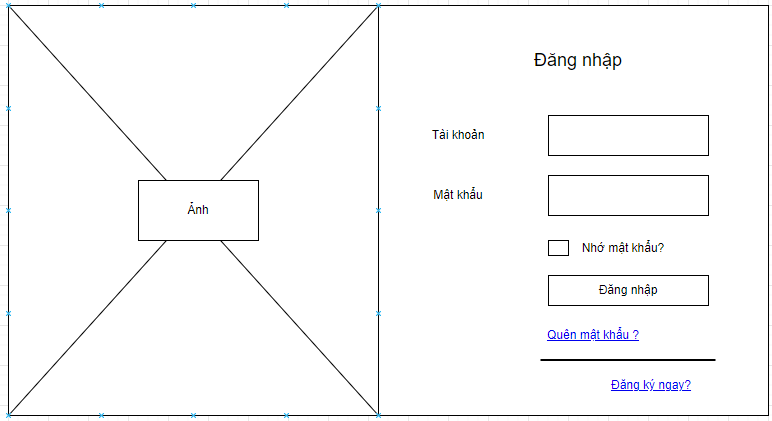 Đăng nhập
Tài khoản
Ảnh
Mật khẩu
Nhớ mật khẩu?
Đăng nhập
Quên mật khẩu ?
Đăng ký ngay?